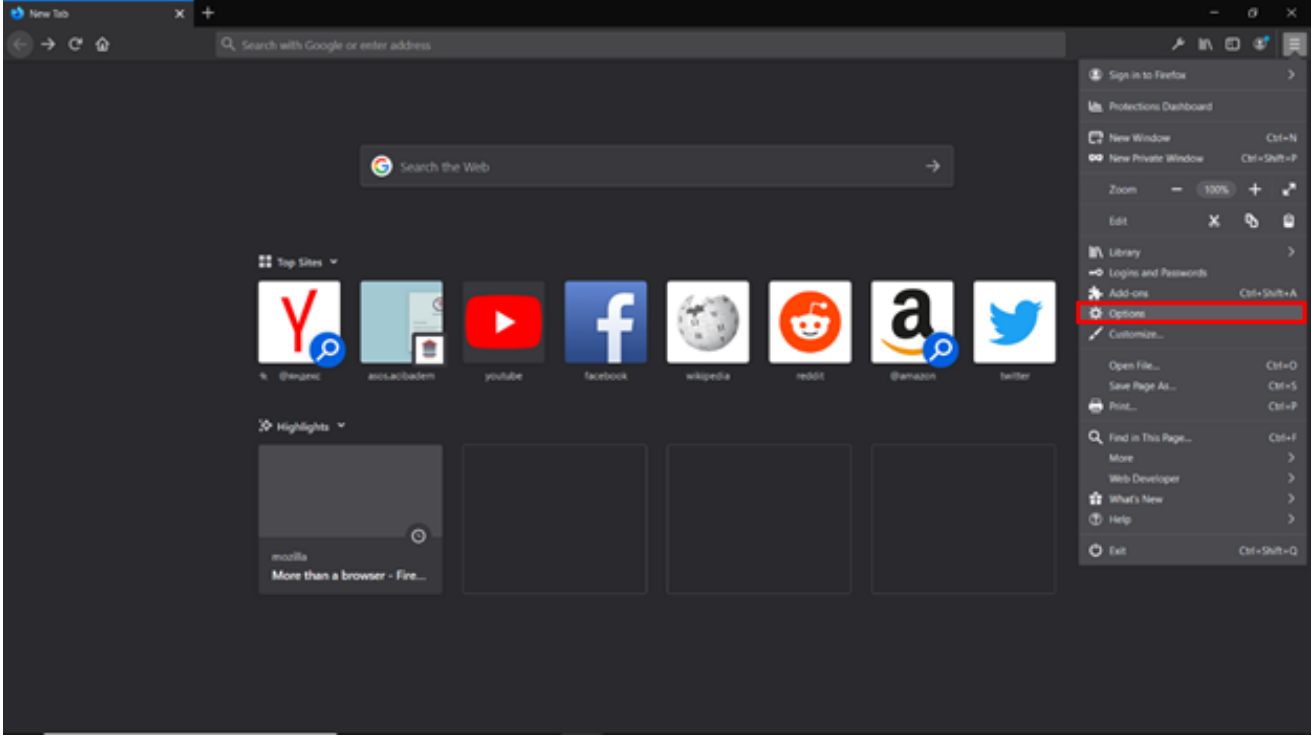 New Tab
Search with Google or enter address
Sign in to Firefox
Protections Dashboard
New Window Ctrl+N
New Private Window Ctrl+Shift+P
Zoom 100%
Edit
Library
Logins and Passwords
Add-ons Ctrl+Shift+A
Options
Customize...
Open File... Ctrl+O
Save Page As... Ctrl+S
Print... Ctrl+P
Find in This Page... Ctrl+F
More
Web Developer
What's New
Help
Exit Ctrl+Shift+Q
Search the Web
Top Sites
@яндекс
asos.acibadem
youtube
facebook
wikipedia
reddit
@amazon
twitter
Highlights
mozilla
More than a browser - Fire...